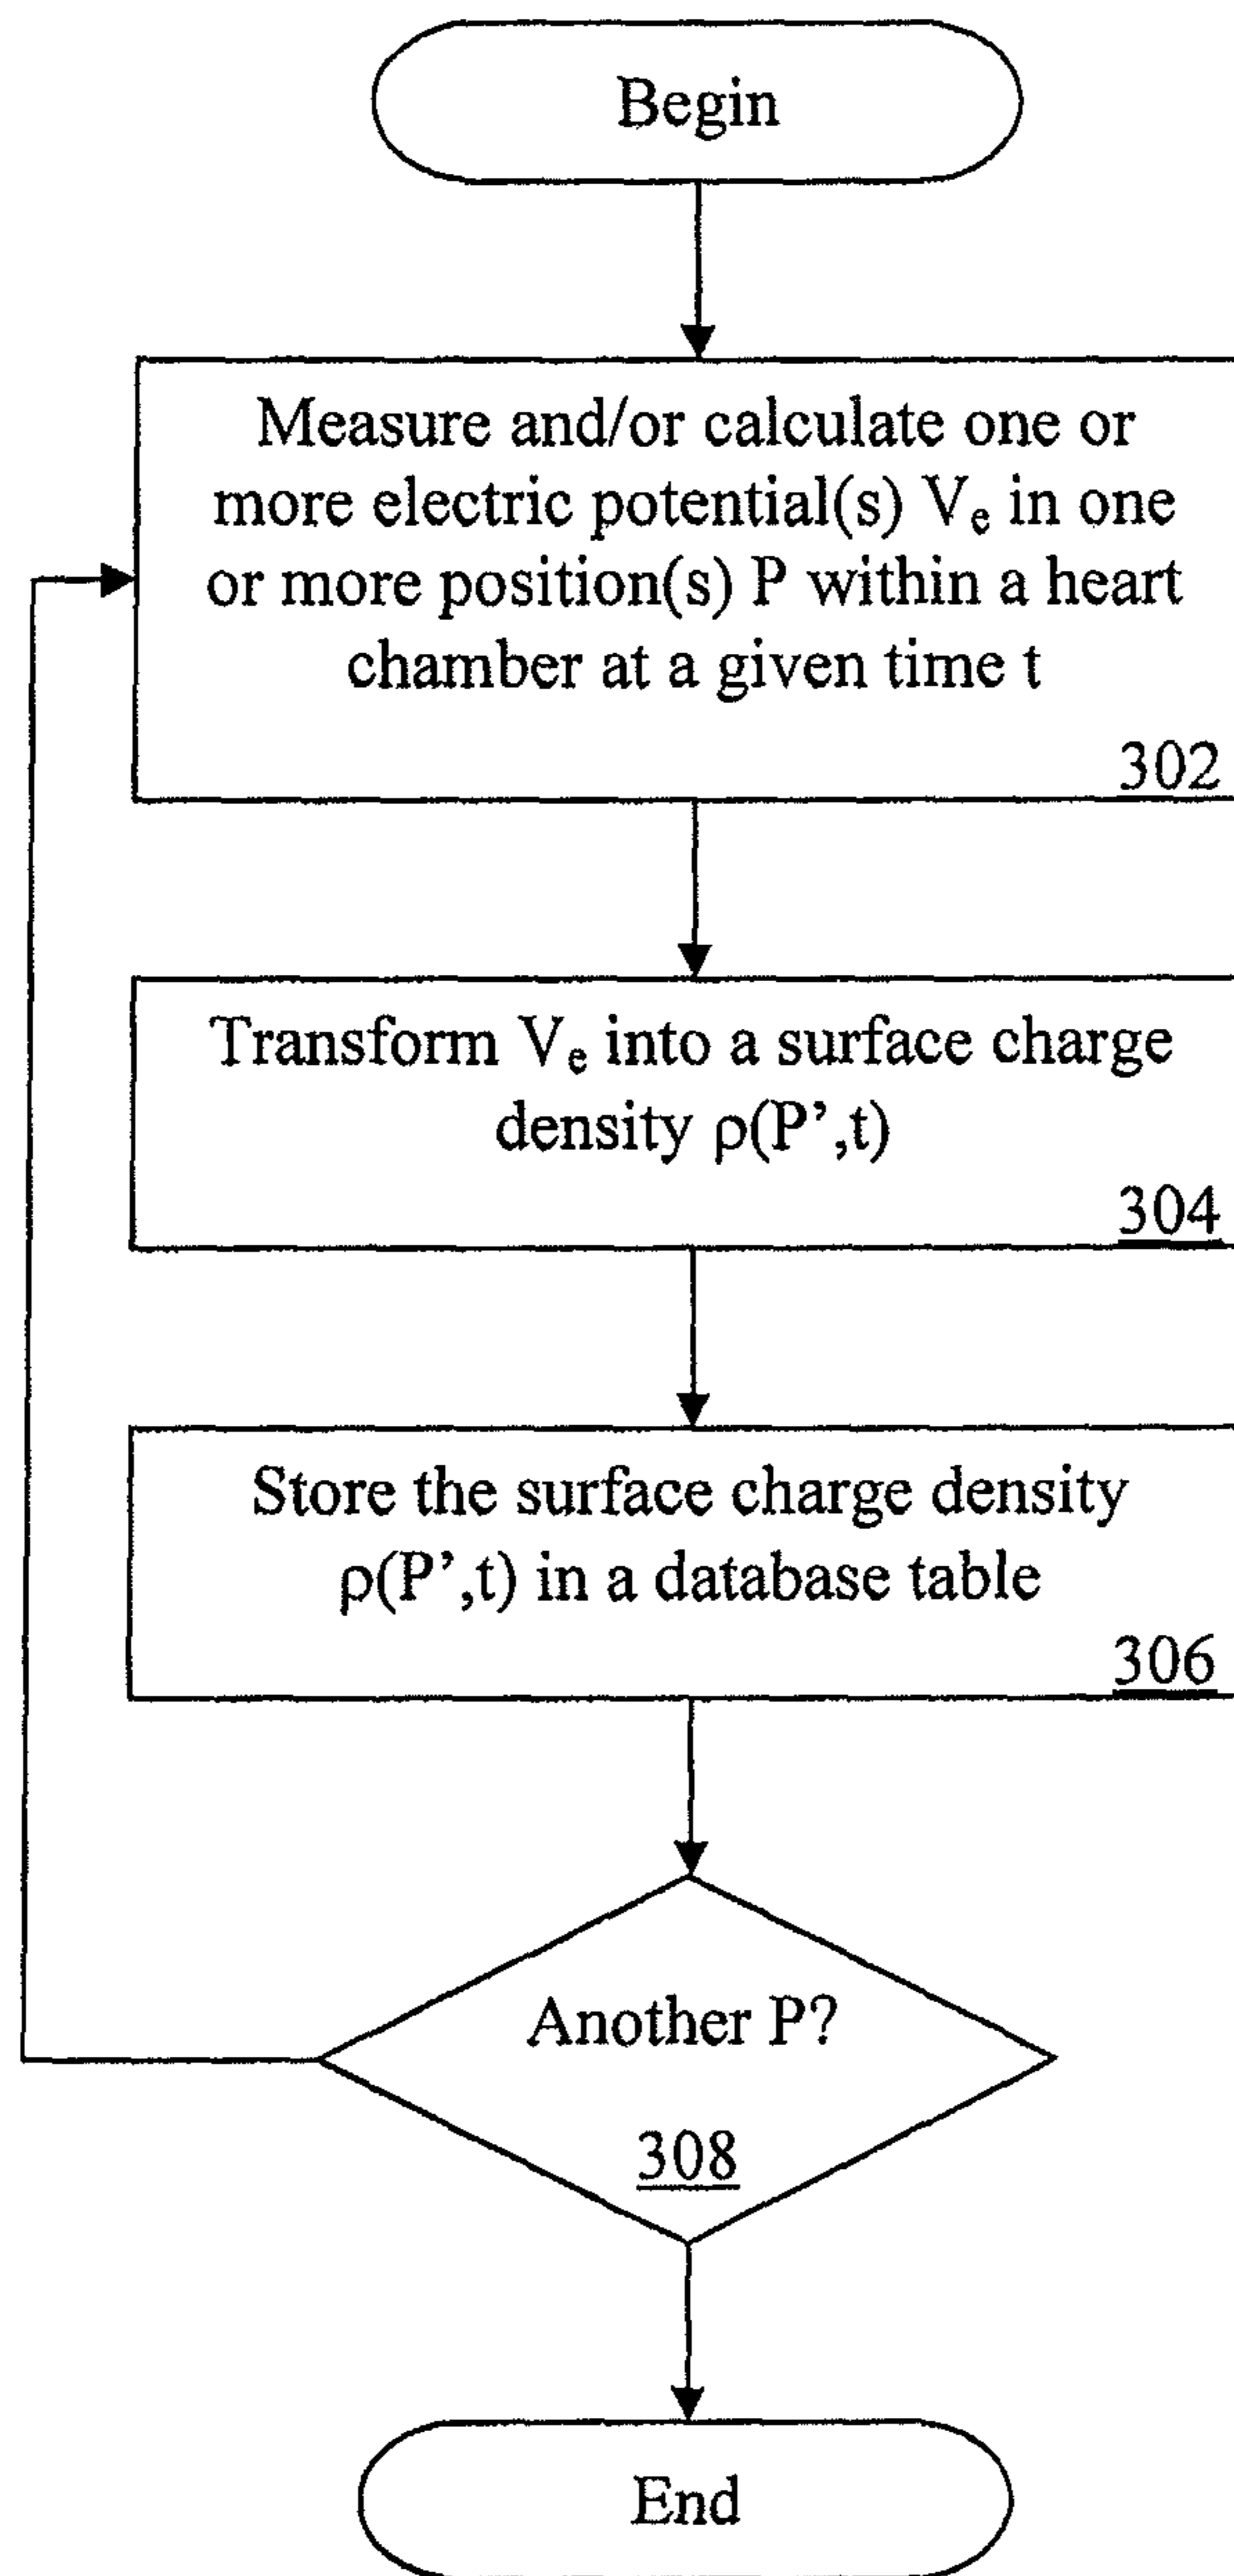 Begin
Measure and/or calculate one or
more electric potential(s) Vₑ in one
or more position(s) P within a heart
chamber at a given time t
302
Transform Vₑ into a surface charge
density ρ(P’,t)
304
Store the surface charge density
ρ(P’,t) in a database table
306
Another P?
308
End